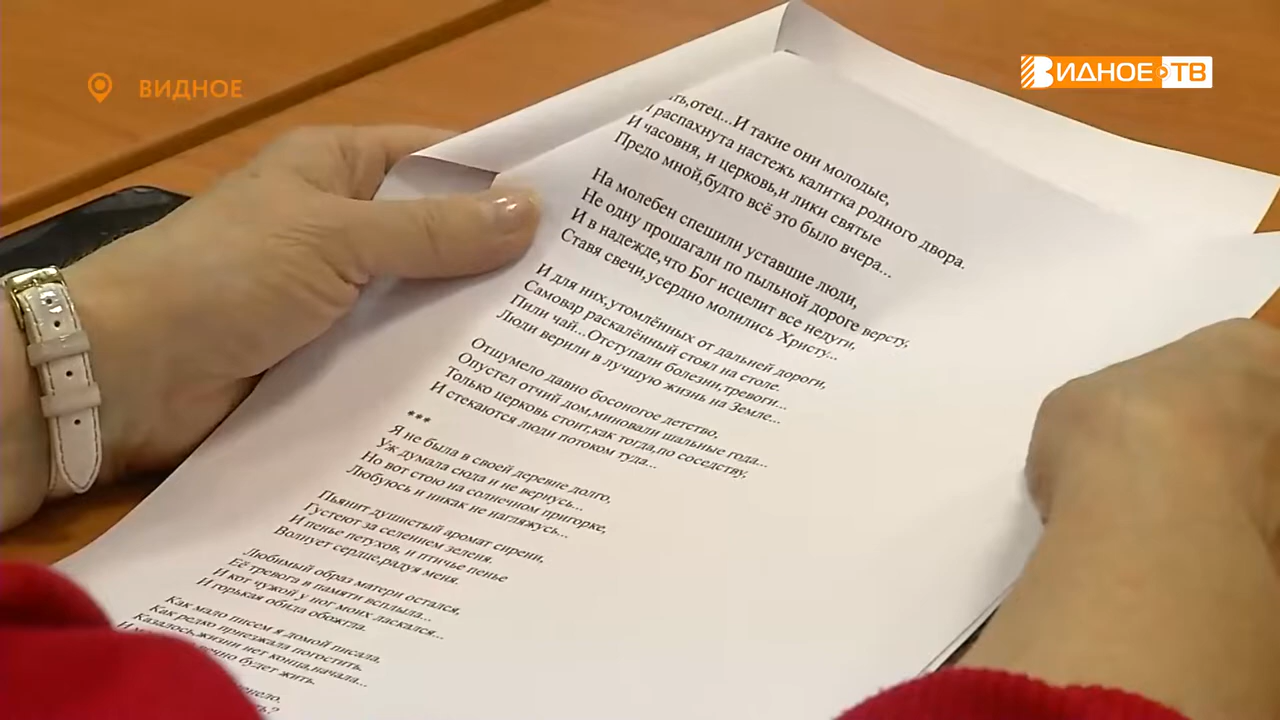 ВИДНОЕ
ВИДНОЕ ТВ
отец...И такие они молодые,
распахнута настежь калитка родного двора.
И часовня, и церковь,и лики святые
Предо мной,будто всё это было вчера...
На молебен спешили уставшие люди,
Не одну прошагали по пыльной дороге версту,
И в надежде,что Бог исцелит все недуги,
Ставя свечи,усердно молились Христу...
И для них,утомлённых от дальней дороги,
Самовар раскалённый стоял на столе.
Пили чай...Отступали болезни,тревоги...
Люди верили в лучшую жизнь на Земле...
Отшумело давно босоногое детство,
Опустел отчий дом,миновали шальные года...
Только церковь стоит,как тогда,по соседству,
И стекаются люди потоком туда...
***
Я не была в своей деревне долго,
Уж думала сюда и не вернусь...
Но вот стою на солнечном пригорке,
Любуюсь и никак не нагляжусь...
Пьянит душистый аромат сирени,
Густеют за селением зеленя.
И пенье петухов, и птичье пенье
Волнует сердце,радуя меня.
Любимый образ матери остался,
Её тревога в памяти всплыла...
И кот чужой у ног моих ласкался...
И горькая обида обожгла.
Как мало писем я домой писала,
Как редко приезжала погостить.
Казалось,жизни нет конца,начала...
вечно будет жить.